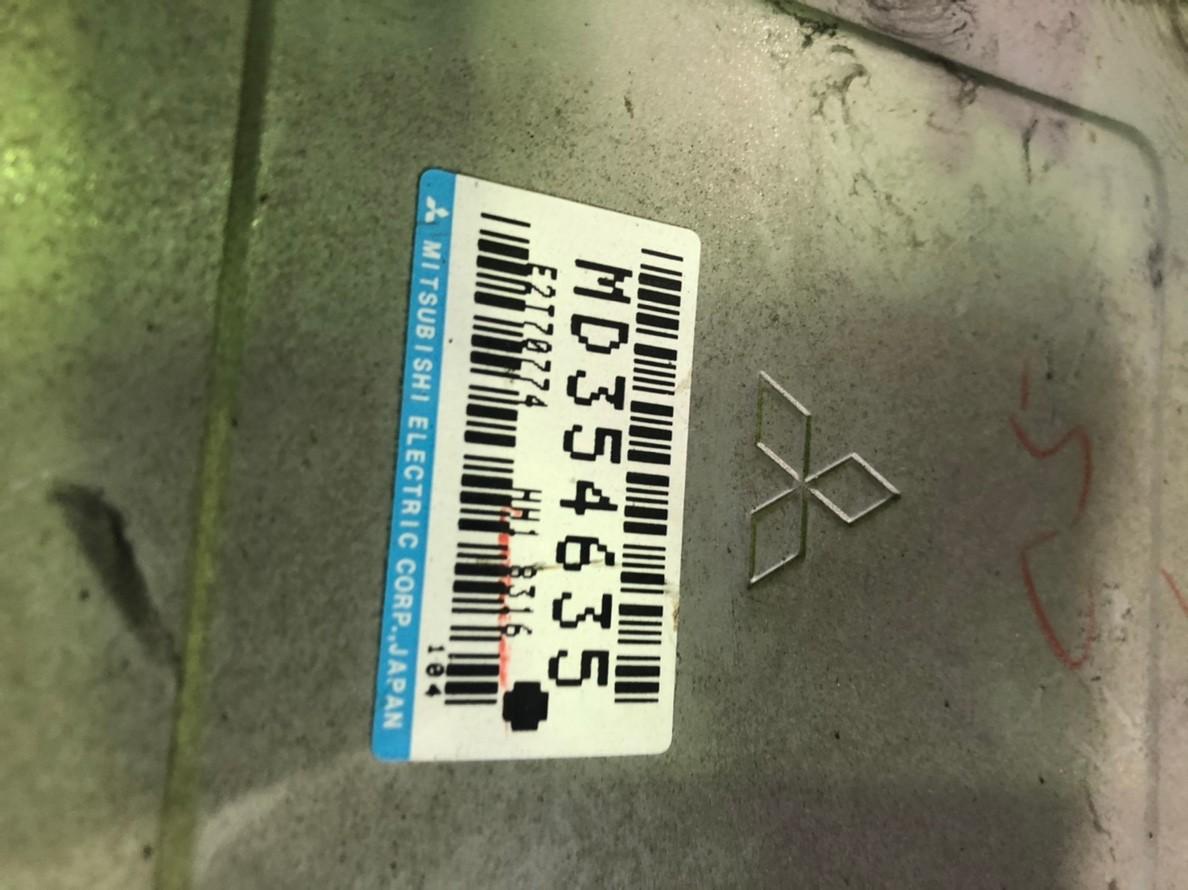 MD354635
E2T70774 HH1 8316
104
MITSUBISHI ELECTRIC CORP.,JAPAN